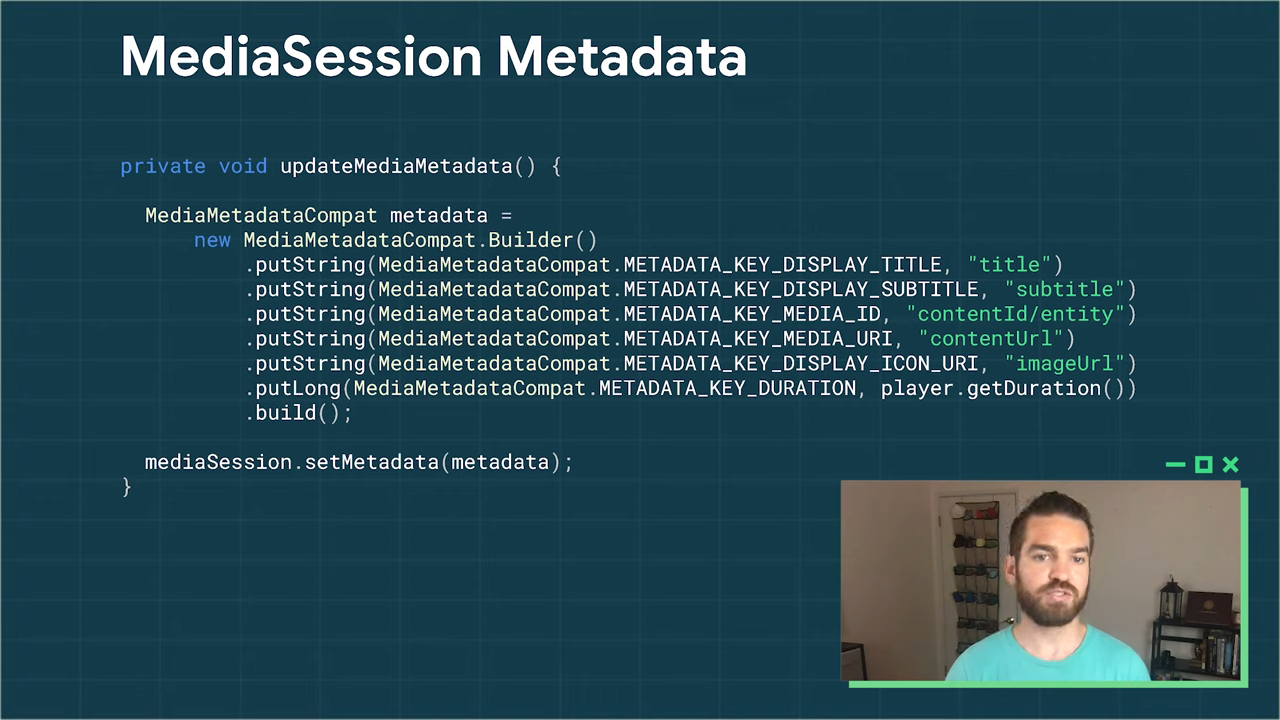 MediaSession Metadata
private void updateMediaMetadata() {
MediaMetadataCompat metadata =
new MediaMetadataCompat.Builder()
.putString(MediaMetadataCompat.METADATA_KEY_DISPLAY_TITLE, "title")
.putString(MediaMetadataCompat.METADATA_KEY_DISPLAY_SUBTITLE, "subtitle")
.putString(MediaMetadataCompat.METADATA_KEY_MEDIA_ID, "contentId/entity")
.putString(MediaMetadataCompat.METADATA_KEY_MEDIA_URI, "contentUrl")
.putString(MediaMetadataCompat.METADATA_KEY_DISPLAY_ICON_URI, "imageUrl")
.putLong(MediaMetadataCompat.METADATA_KEY_DURATION, player.getDuration())
.build();
mediaSession.setMetadata(metadata);
}